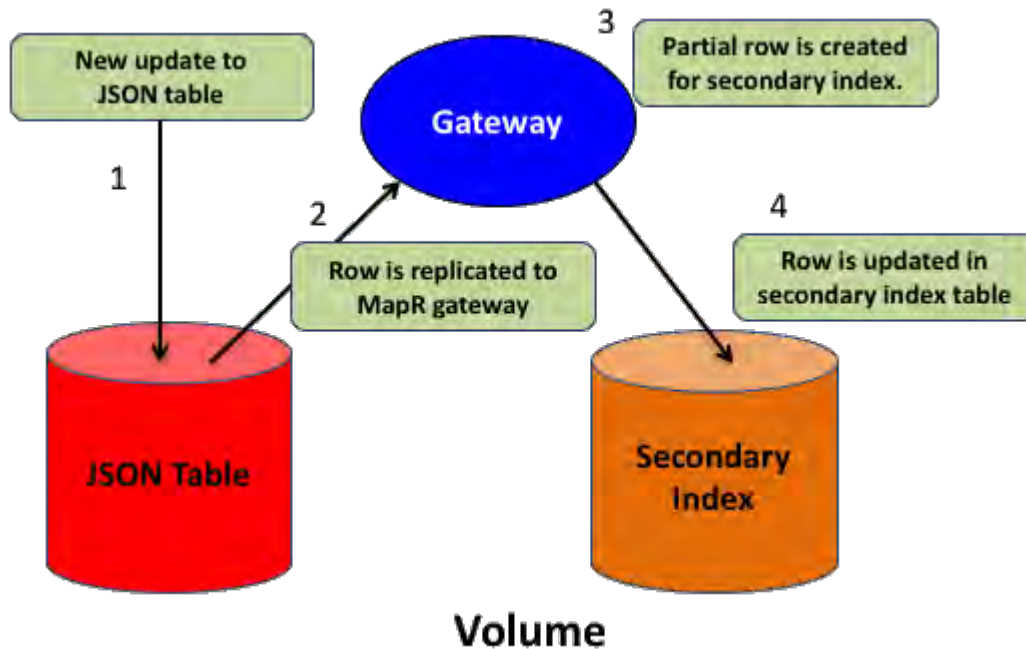 New update to
JSON table
1
2
Row is replicated to
MapR gateway
Gateway
3
Partial row is created
for secondary index.
4
Row is updated in
secondary index table
JSON Table
Secondary
Index
Volume